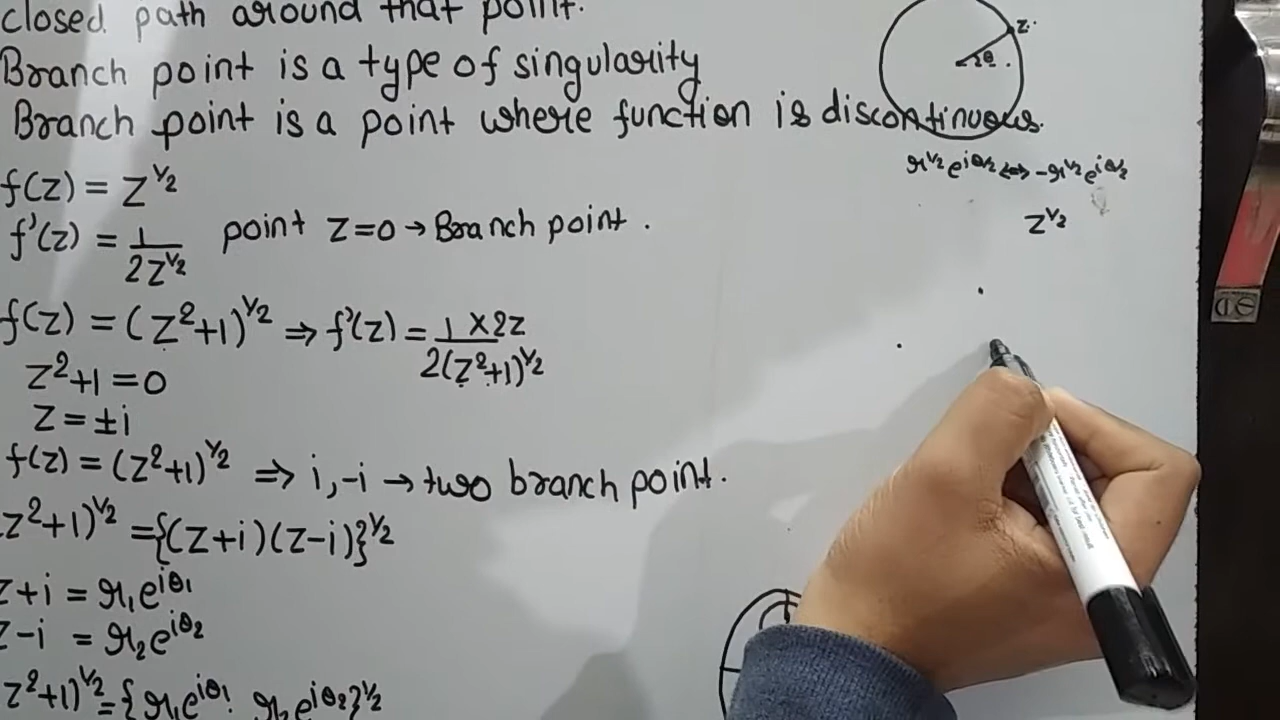 closed path around that point.
Branch point is a type of singularity
Branch point is a point where function is discontinuous.
f(z) = z^1/2
f'(z) = 1/2z^1/2 point z=0 → Branch point.
f(z) = (z²+1)^1/2 ⇒ f'(z) = 1 × 2z / 2(z²+1)^1/2
z²+1 = 0
z = ±i
f(z) = (z²+1)^1/2 ⇒ i, -i → two branch point.
z²+1)^1/2 = {(z+i)(z-i)}^1/2
z+i = r₁e^iθ₁
z-i = r₂e^iθ₂
z²+1)^1/2 = {r₁e^iθ₁. r₂e^iθ₂}^1/2
z
θ
r^1/2 e^iθ/2 ⇔ -r^1/2 e^iθ/2
z^1/2